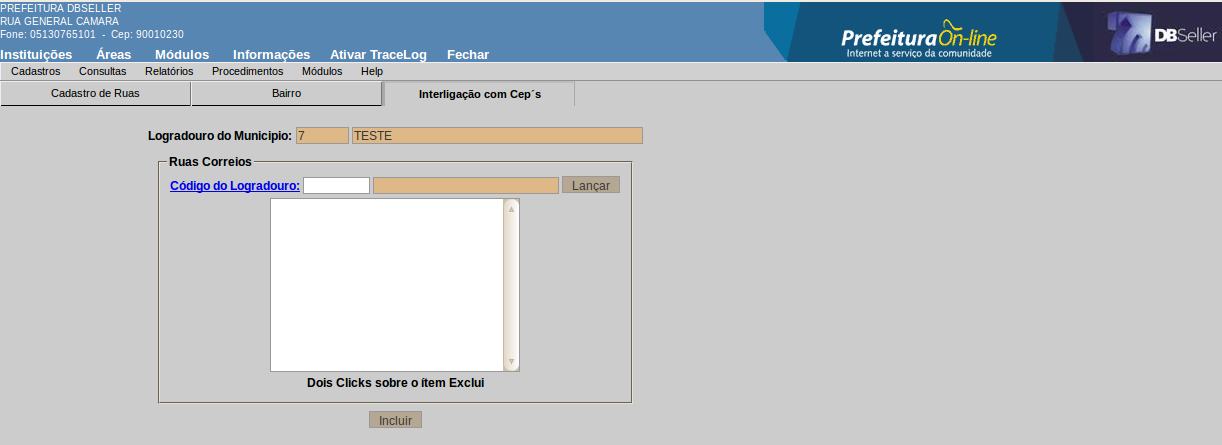 PREFEITURA DBSELLER
RUA GENERAL CAMARA
Fone: 05130765101 - Cep: 90010230
PrefeituraOn-line
Internet a serviço da comunidade
DBSeller
Instituições Áreas Módulos Informações Ativar TraceLog Fechar
Cadastros Consultas Relatórios Procedimentos Módulos Help
Cadastro de Ruas Bairro Interligação com Cep´s
Logradouro do Municipio: 7 TESTE
Ruas Correios
Código do Logradouro: Lançar
Dois Clicks sobre o ítem Exclui
Incluir